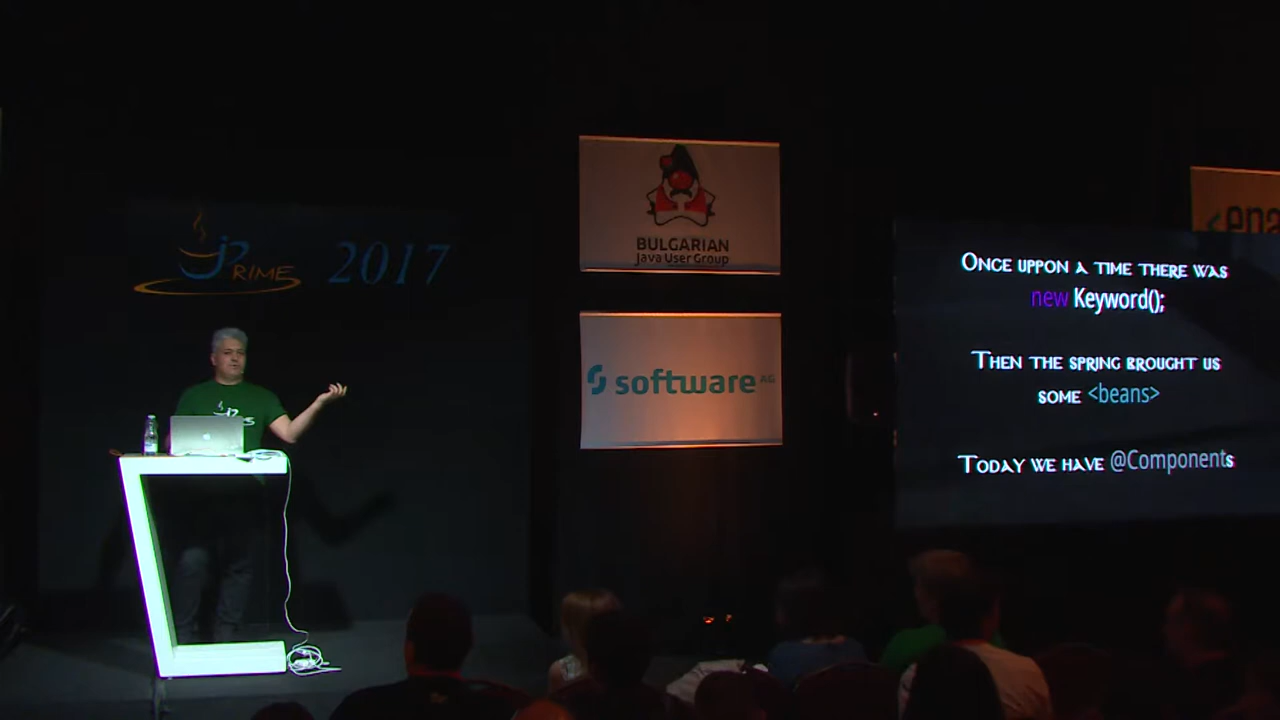 JPRIME 2017
BULGARIAN
Java User Group
software AG
<ena
ONCE UPPON A TIME THERE WAS
new Keyword();
THEN THE SPRING BROUGHT US
SOME <beans>
TODAY WE HAVE @Components